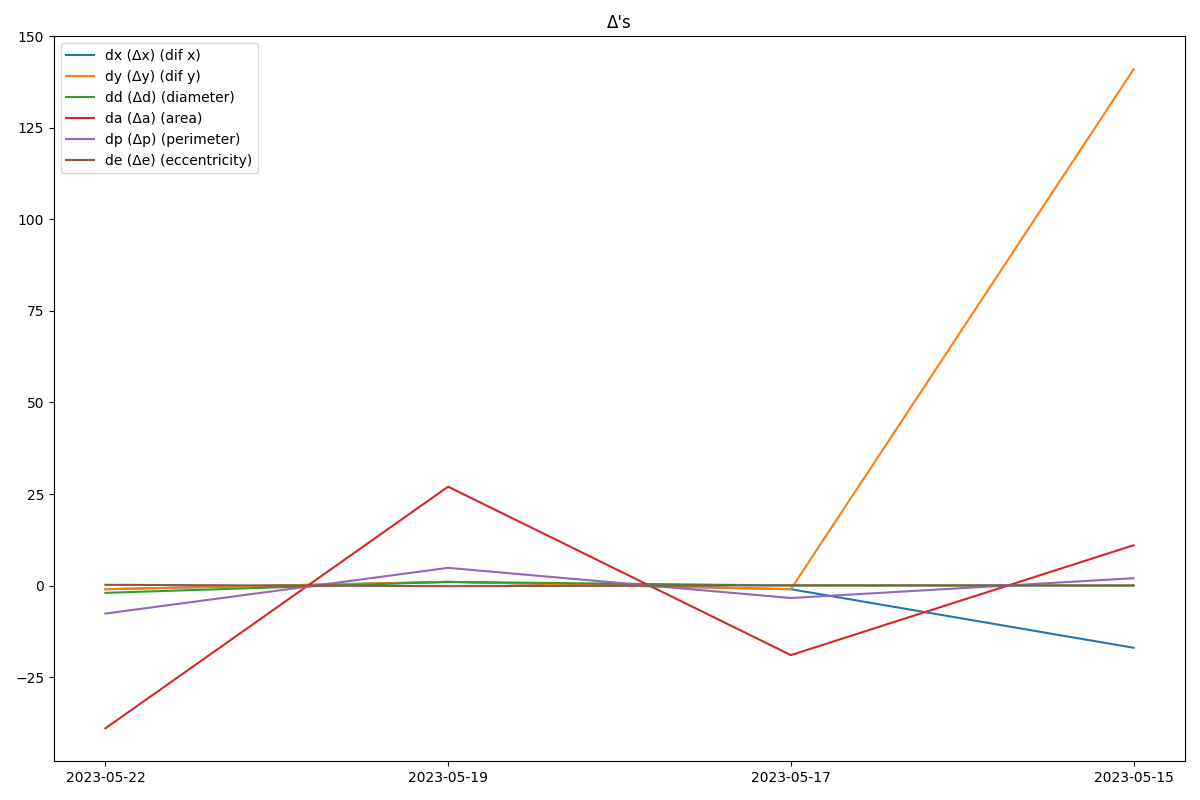 Δ's
150
125
100
75
50
25
0
−25
dx (Δx) (dif x)
dy (Δy) (dif y)
dd (Δd) (diameter)
da (Δa) (area)
dp (Δp) (perimeter)
de (Δe) (eccentricity)
2023-05-22 2023-05-19 2023-05-17 2023-05-15